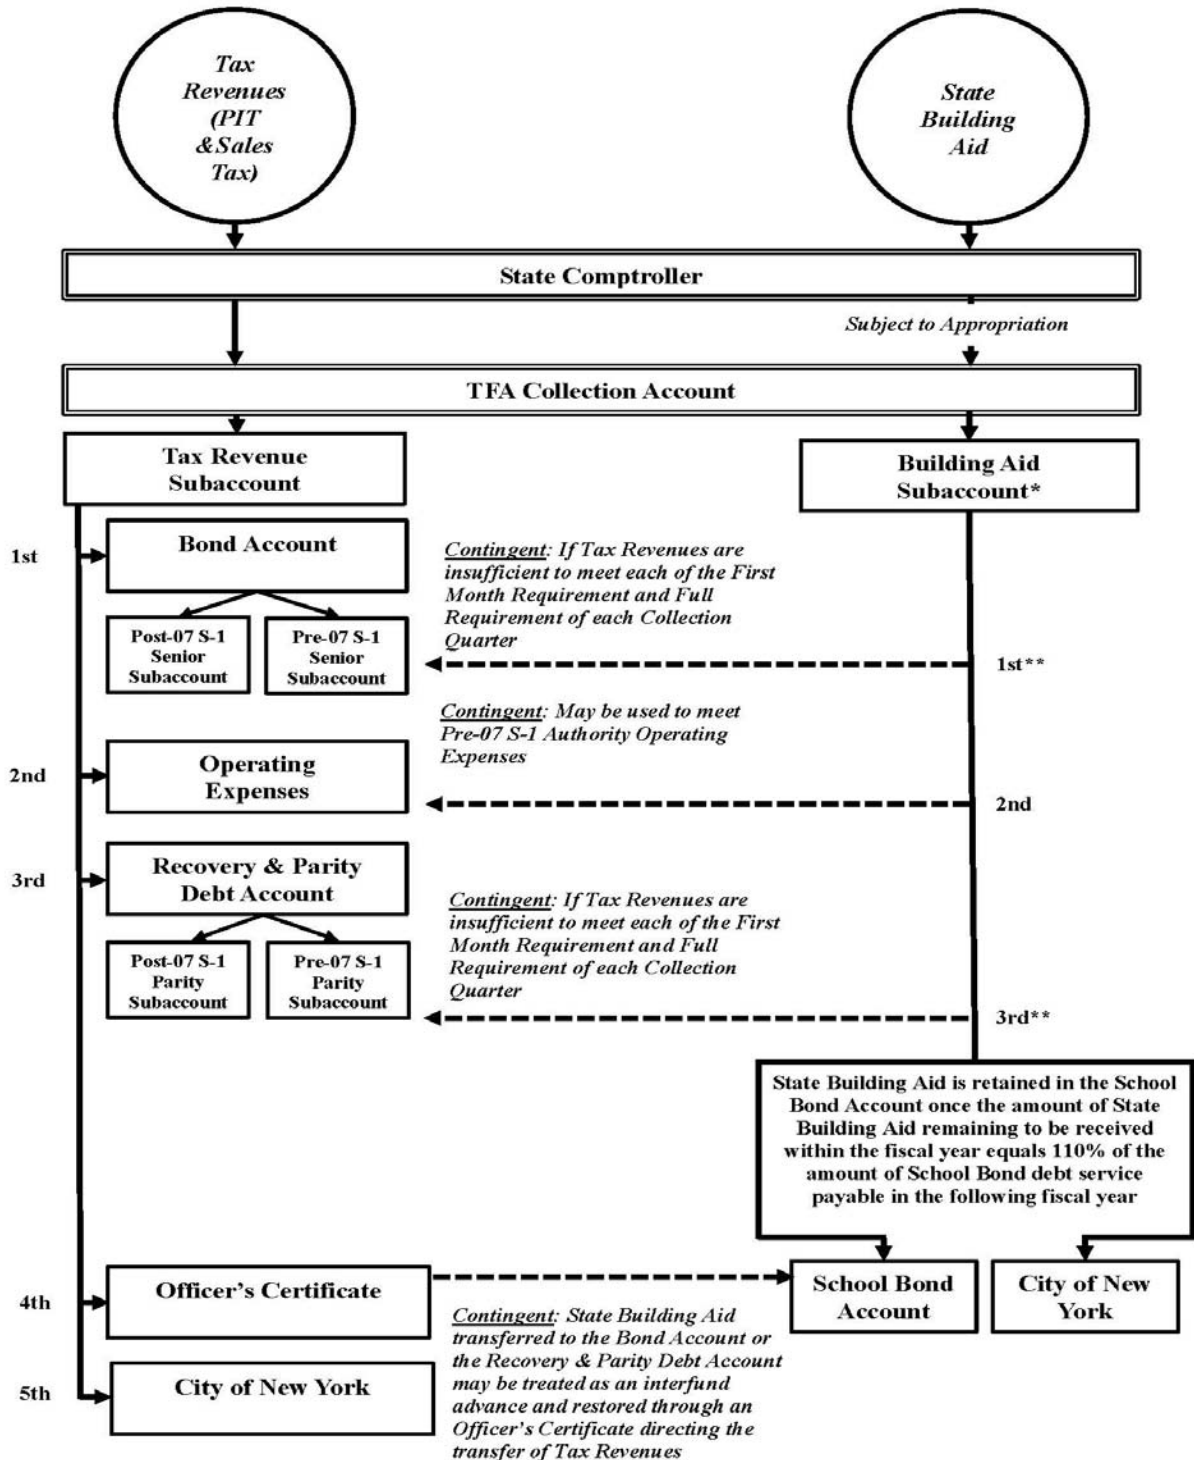 Tax
Revenues
(PIT
&Sales
Tax)
State
Building
Aid
State Comptroller
Subject to Appropriation
TFA Collection Account
Tax Revenue
Subaccount
Building Aid
Subaccount*
1st
Bond Account
Contingent: If Tax Revenues are
insufficient to meet each of the First
Month Requirement and Full
Requirement of each Collection
Quarter
Post-07 S-1
Senior
Subaccount
Pre-07 S-1
Senior
Subaccount
1st**
Contingent: May be used to meet
Pre-07 S-1 Authority Operating
Expenses
2nd
Operating
Expenses
2nd
3rd
Recovery & Parity
Debt Account
Contingent: If Tax Revenues are
insufficient to meet each of the First
Month Requirement and Full
Requirement of each Collection
Quarter
Post-07 S-1
Parity
Subaccount
Pre-07 S-1
Parity
Subaccount
3rd**
State Building Aid is retained in the School
Bond Account once the amount of State
Building Aid remaining to be received
within the fiscal year equals 110% of the
amount of School Bond debt service
payable in the following fiscal year
4th
Officer's Certificate
School Bond
Account
City of New
York
Contingent: State Building Aid
transferred to the Bond Account or
the Recovery & Parity Debt Account
may be treated as an interfund
advance and restored through an
Officer's Certificate directing the
transfer of Tax Revenues
5th
City of New York